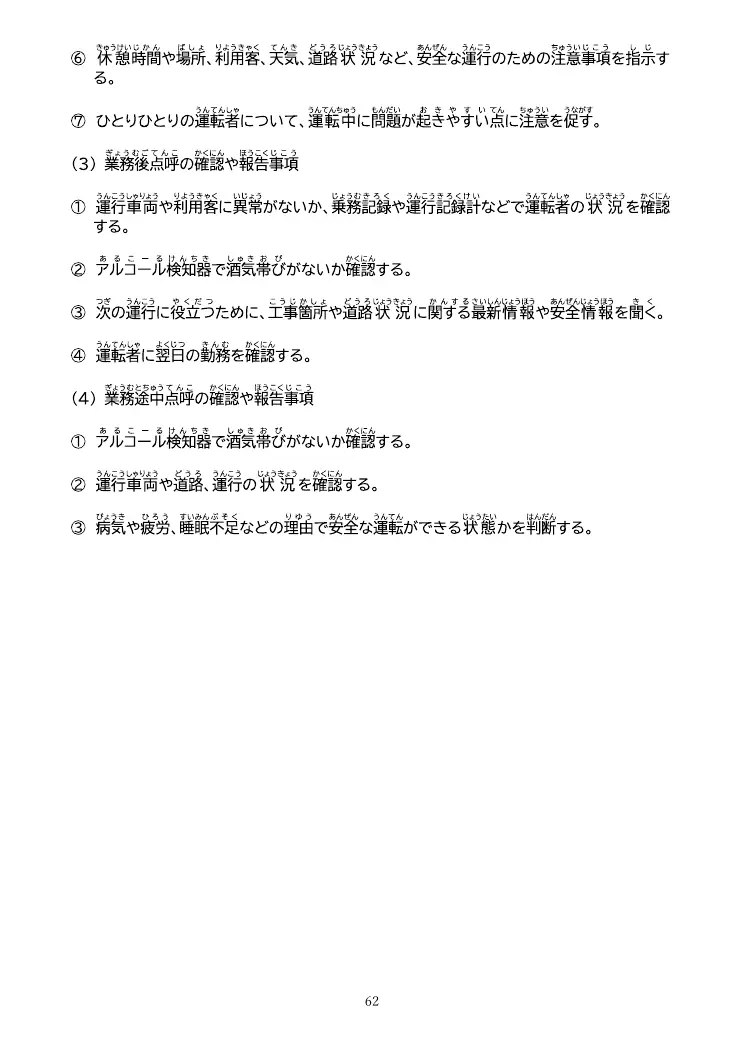 ⑥ 休憩時間や場所、利用客、天気、道路状況など、安全な運行のための注意事項を指示す
る。
⑦ ひとりひとりの運転者について、運転中に問題が起きやすい点に注意を促す。
（3）業務後点呼の確認や報告事項
① 運行車両や利用客に異常がないか、乗務記録や運行記録計などで運転者の状況を確認
する。
② アルコール検知器で酒気帯びがないか確認する。
③ 次の運行に役立つために、工事箇所や道路状況に関する最新情報や安全情報を聞く。
④ 運転者に翌日の勤務を確認する。
（4）業務途中点呼の確認や報告事項
① アルコール検知器で酒気帯びがないか確認する。
② 運行車両や道路、運行の状況を確認する。
③ 病気や疲労、睡眠不足などの理由で安全な運転ができる状態かを判断する。
62